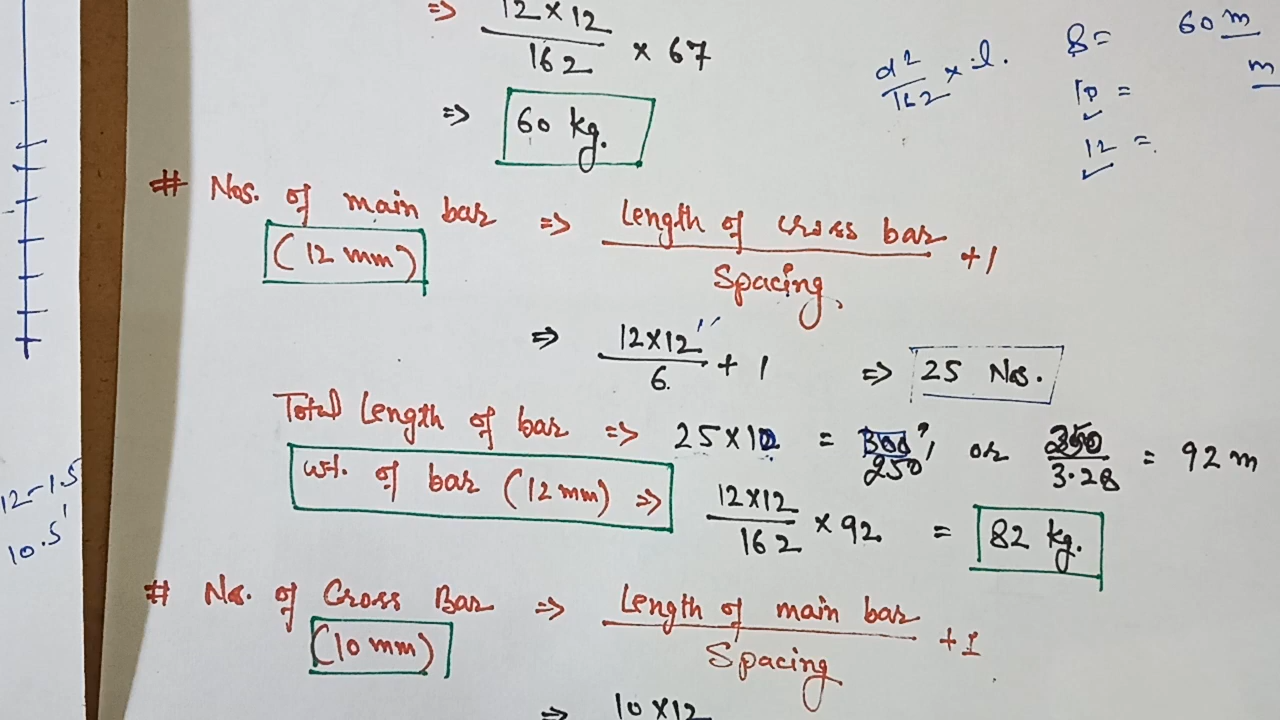 => 12 × 12 / 162 × 67
=> 60 kg.
d² / 162 × l.
8 = 60 m
10 = m
12 =
# Nos. of main bar (12 mm) => Length of cross bar / Spacing + 1
=> 12×12'' / 6 + 1 => 25 Nos.
Total Length of bar => 25×10 = 250' or 250 / 3.28 = 92 m
wt. of bar (12 mm) => 12×12 / 162 × 92 = 82 kg.
12-1.5
10.5'
# No. of Cross Bar (10 mm) => Length of main bar / Spacing + 1
=> 10×12